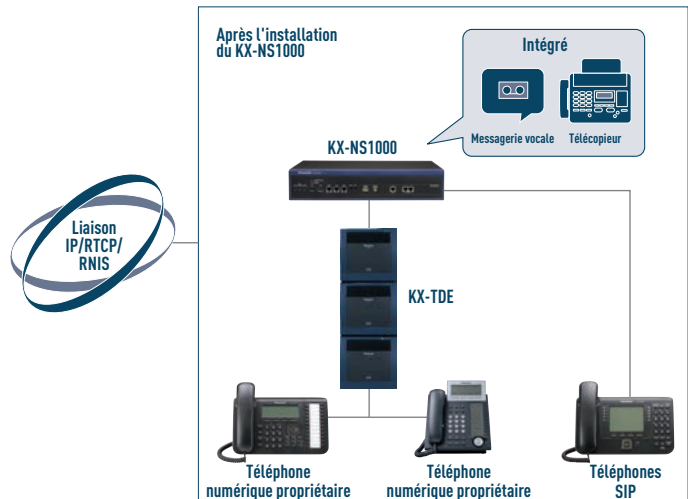 Après l'installation
du KX-NS1000
Intégré
Messagerie vocale
Télécopieur
KX-NS1000
Liaison
IP/RTCP/
RNIS
KX-TDE
Téléphone
numérique propriétaire
Téléphone
numérique propriétaire
Téléphones
SIP